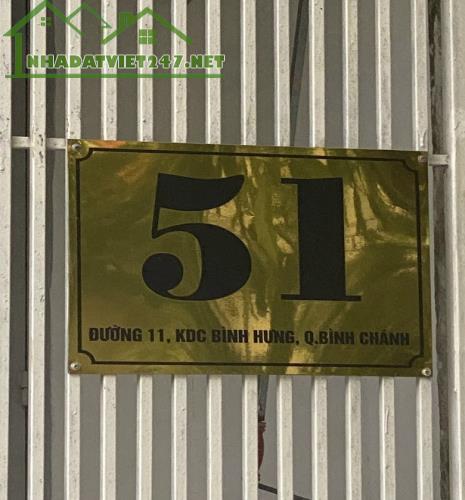 NHADATVIET247.NET
51
ĐƯỜNG 11, KDC BÌNH HƯNG, Q.BÌNH CHÁNH